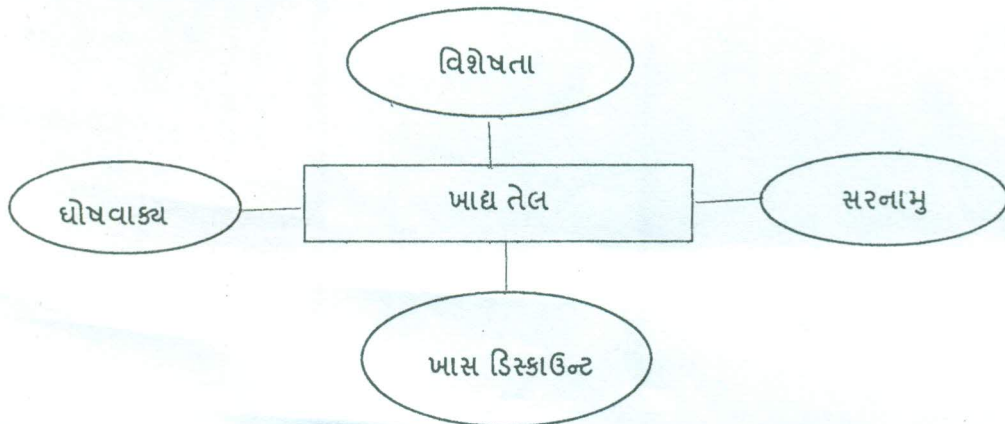 વિશેષતા
ઘોષવાક્ય
ખાદ્ય તેલ
સરનામુ
ખાસ ડિસ્કાઉન્ટ